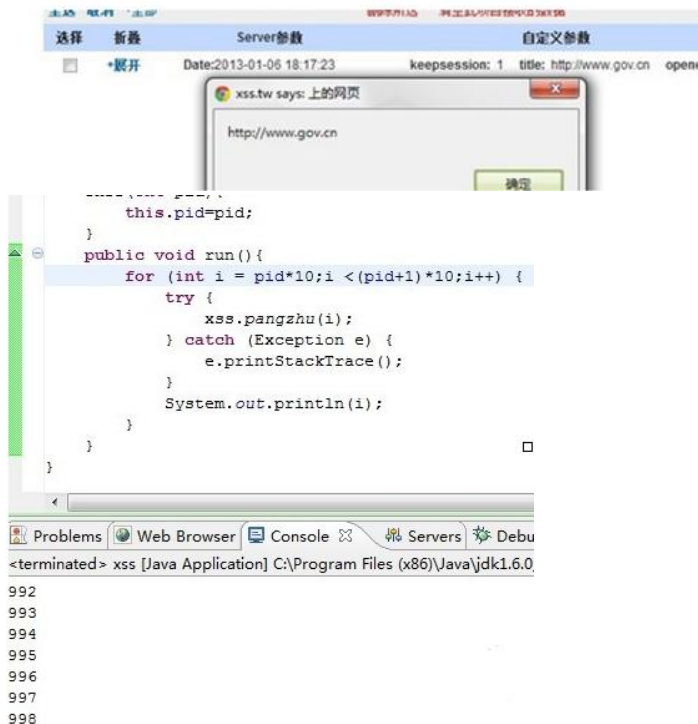 选择 折叠 Server参数 自定义参数
+展开 Date:2013-01-06 18:17:23 keepsession: 1 title: http://www.gov.cn opene
xss.tw says: 上的网页
http://www.gov.cn
确定
this.pid=pid;
}
public void run(){
for (int i = pid*10;i <(pid+1)*10;i++) {
try {
xss.pangzhu(i);
} catch (Exception e) {
e.printStackTrace();
}
System.out.println(i);
}
}
}
Problems Web Browser Console Servers Debu
<terminated> xss [Java Application] C:\Program Files (x86)\Java\jdk1.6.0
992
993
994
995
996
997
998